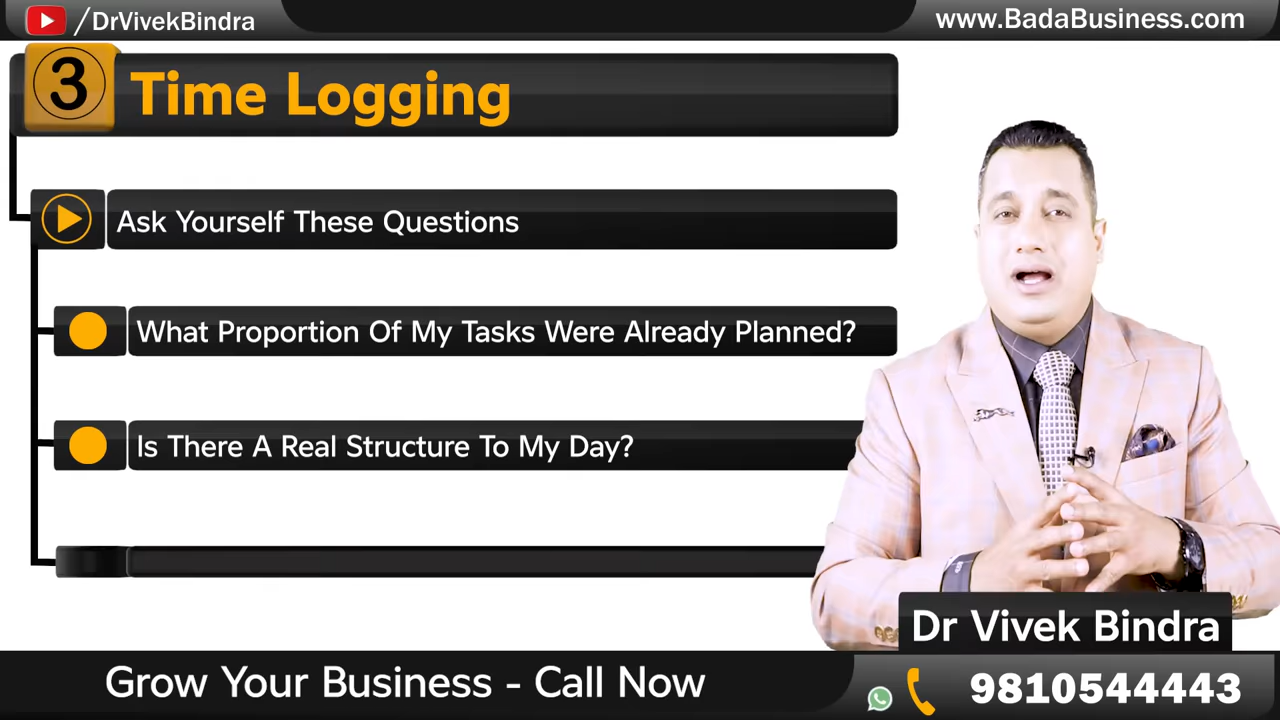 /DrVivekBindra
www.BadaBusiness.com
3 Time Logging
Ask Yourself These Questions
What Proportion Of My Tasks Were Already Planned?
Is There A Real Structure To My Day?
Dr Vivek Bindra
Grow Your Business - Call Now
9810544443